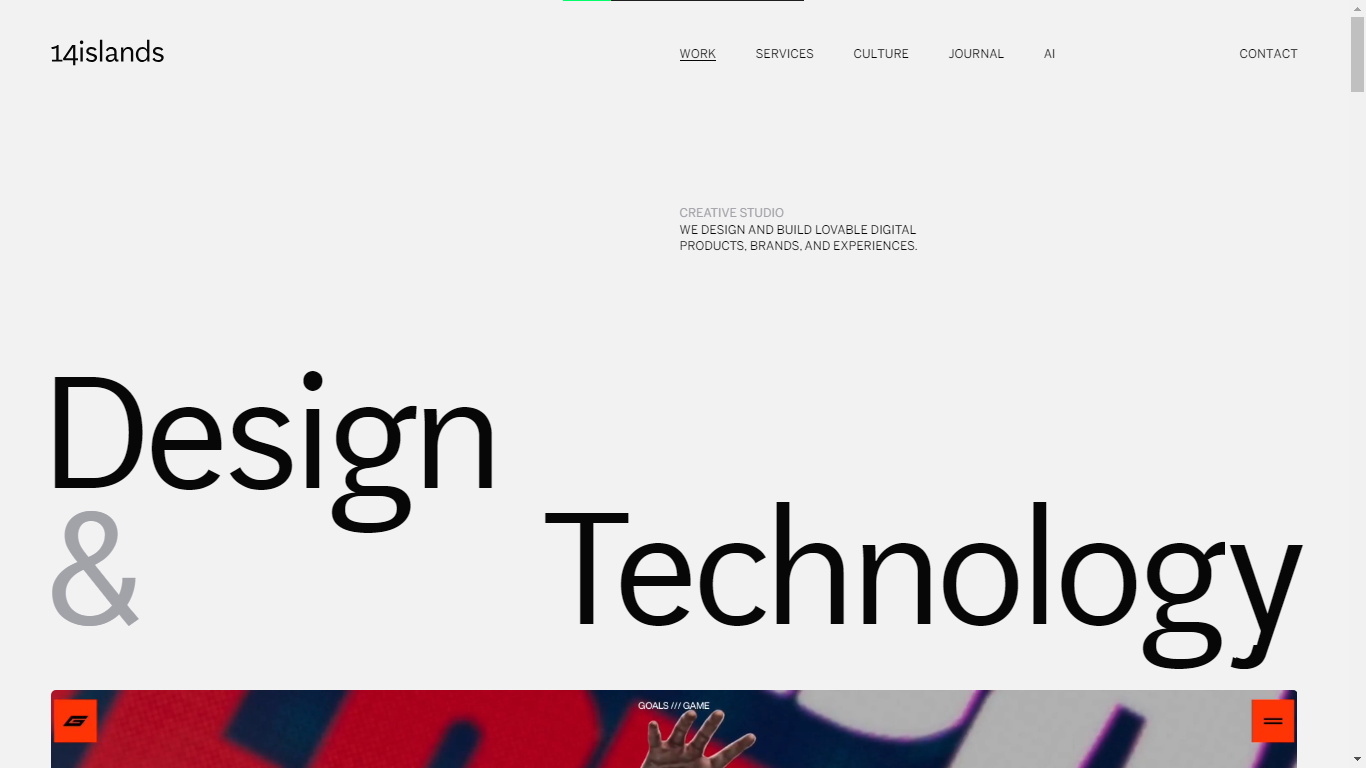 14islands
WORK SERVICES CULTURE JOURNAL AI CONTACT
CREATIVE STUDIO
WE DESIGN AND BUILD LOVABLE DIGITAL
PRODUCTS, BRANDS, AND EXPERIENCES.
Design
& Technology
GOALS /// GAME